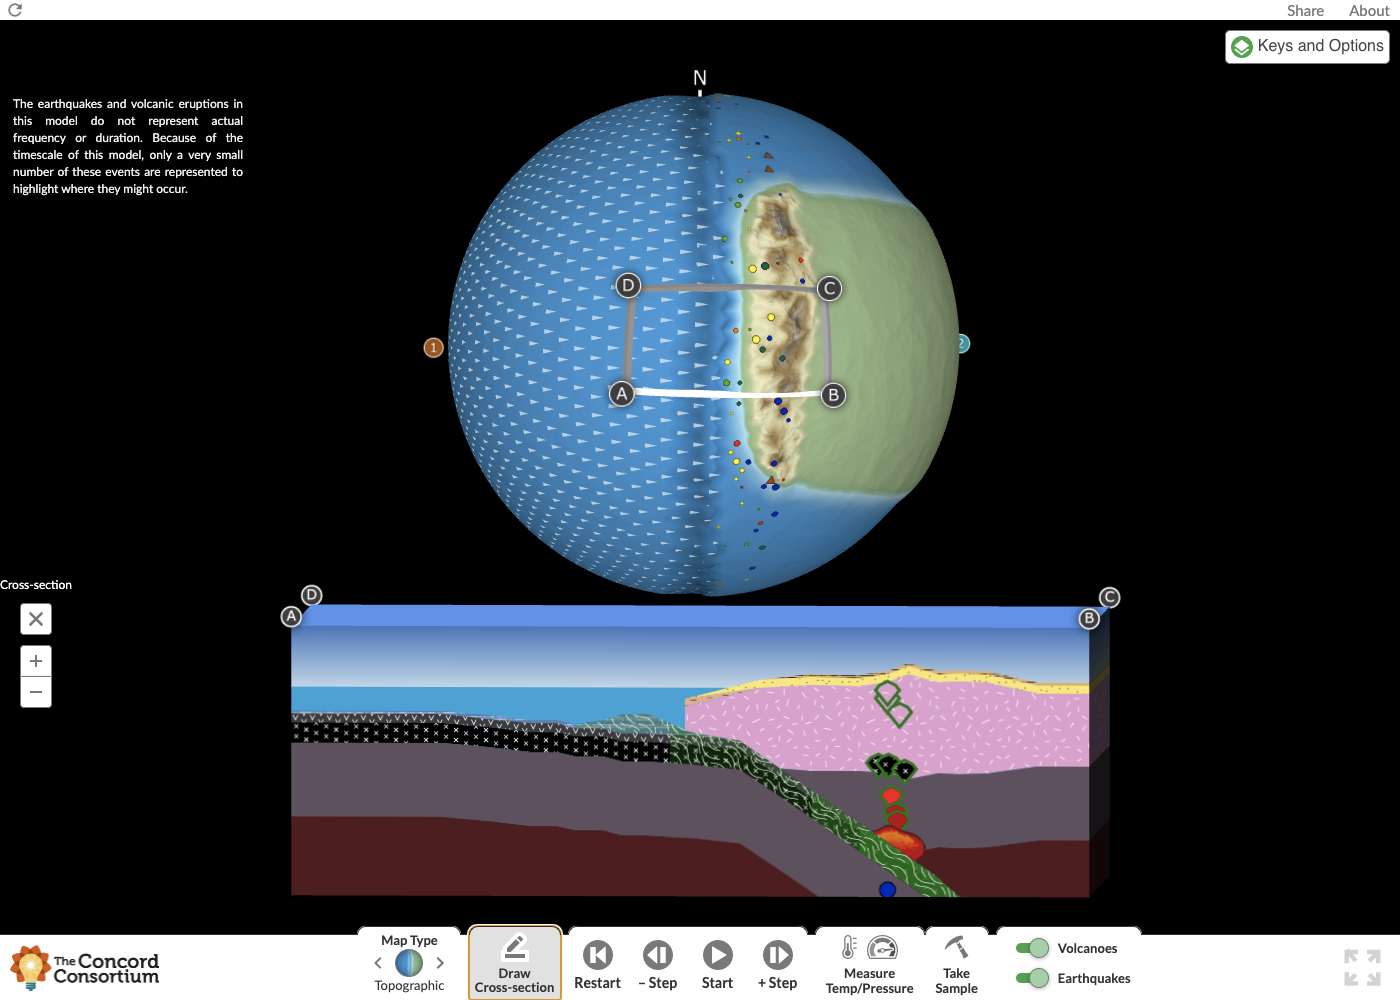 Share About
Keys and Options
N
The earthquakes and volcanic eruptions in
this model do not represent actual
frequency or duration. Because of the
timescale of this model, only a very small
number of these events are represented to
highlight where they might occur.
D
C
1
2
A
B
Cross-section
D
C
A
B
The Concord
Consortium
Map Type
Topographic
Draw
Cross-section
Restart
– Step
Start
+ Step
Measure
Temp/Pressure
Take
Sample
Volcanoes
Earthquakes